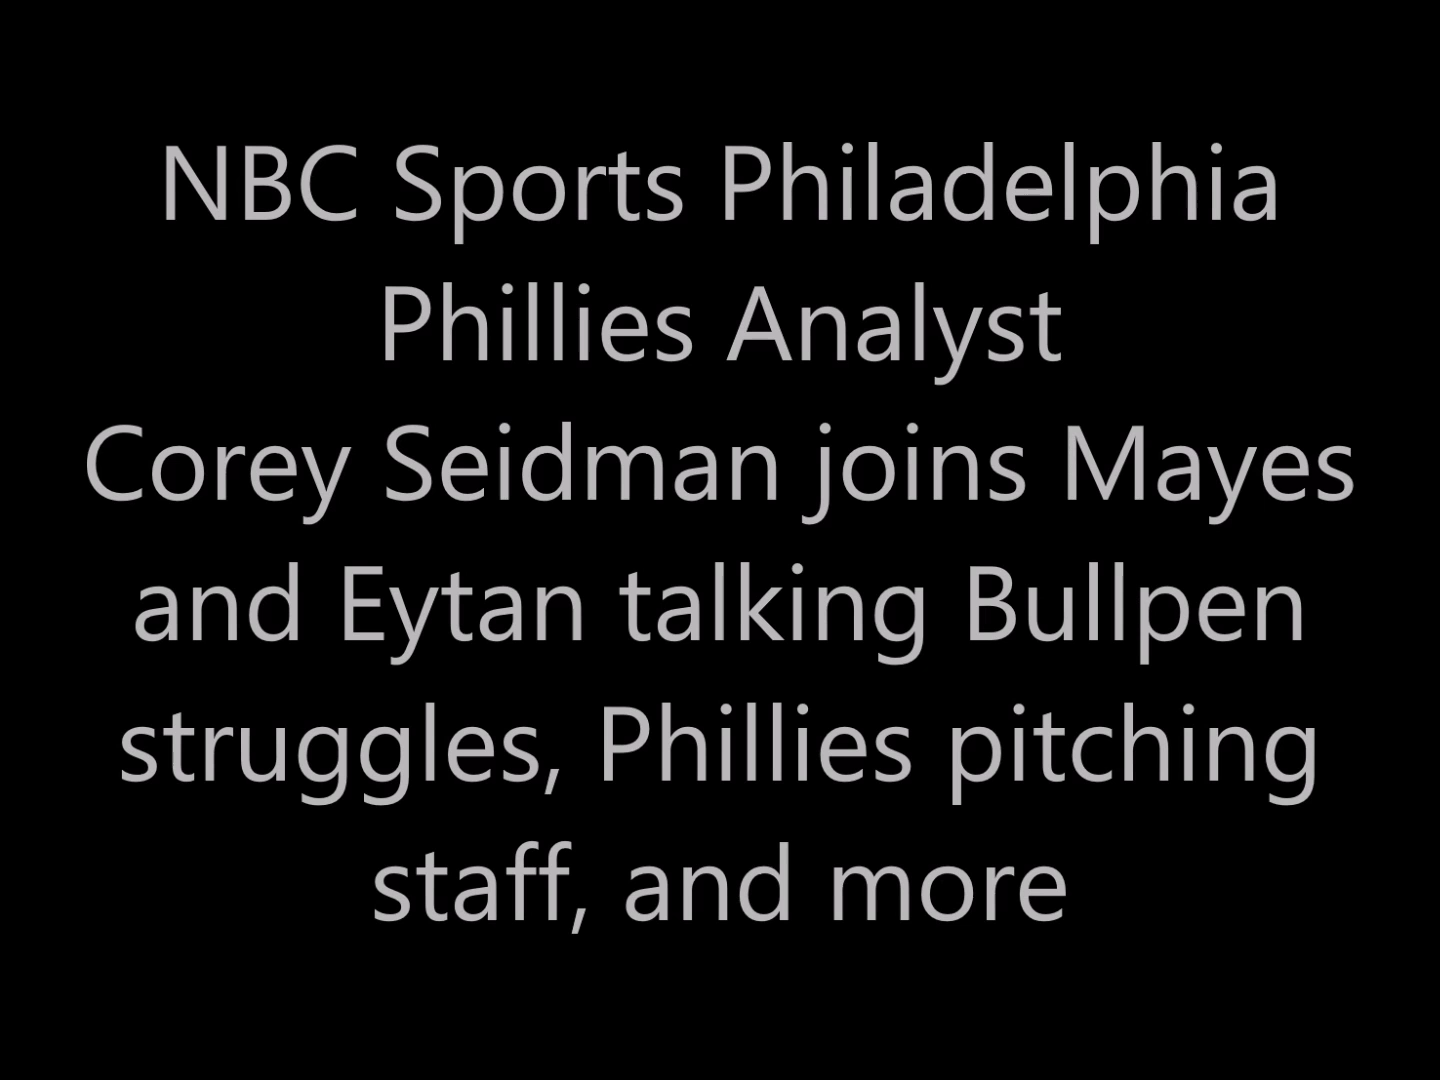 NBC Sports Philadelphia
Phillies Analyst
Corey Seidman joins Mayes
and Eytan talking Bullpen
struggles, Phillies pitching
staff, and more